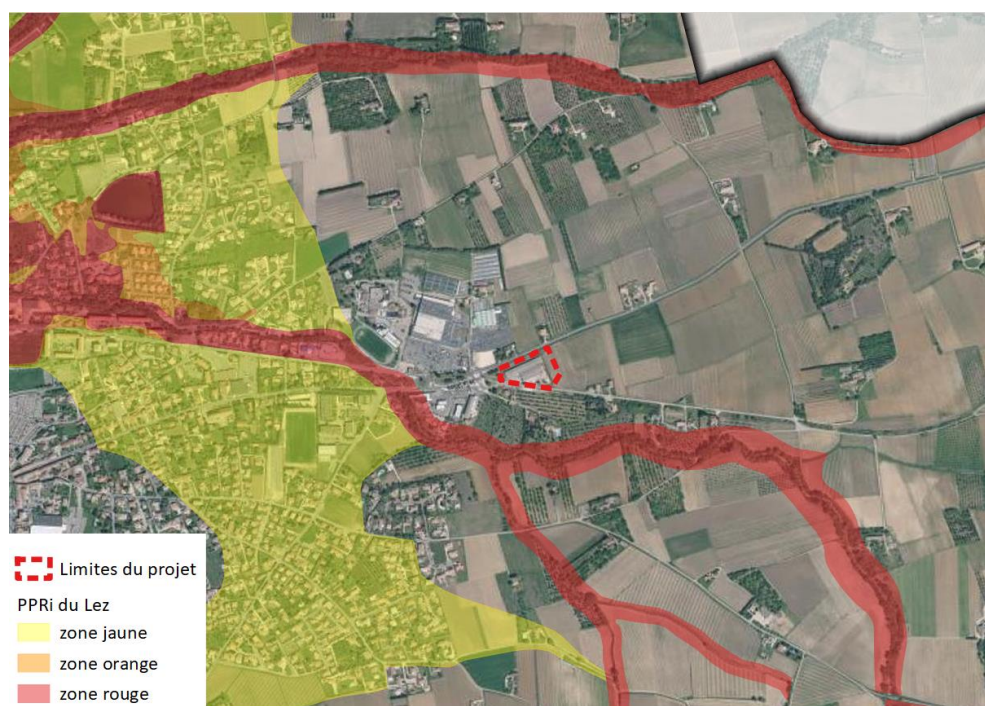 Limites du projet
PPRi du Lez
zone jaune
zone orange
zone rouge